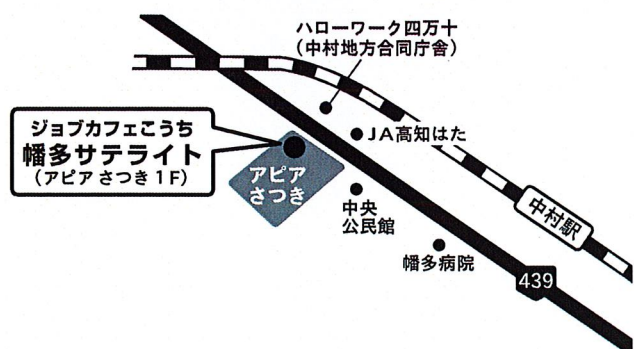 ハローワーク四万十
(中村地方合同庁舎)
ジョブカフェこうち
幡多サテライト
(アピア さつき 1F)
JA高知はた
アピア
さつき
中央
公民館
中村駅
幡多病院
439